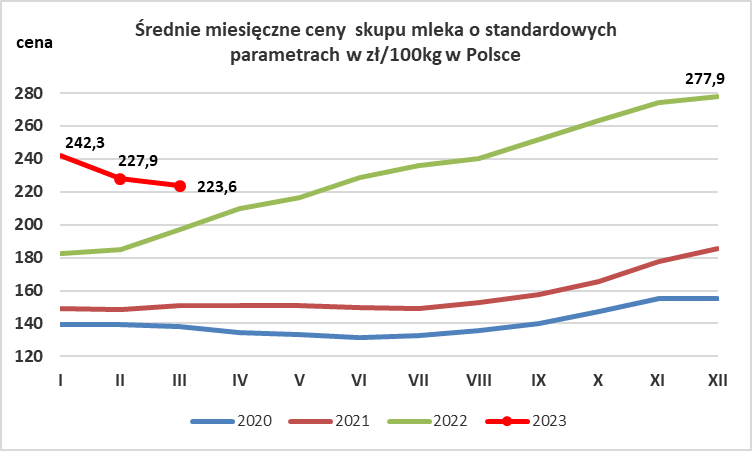 Średnie miesięczne ceny skupu mleka o standardowych
parametrach w zł/100kg w Polsce
cena
277,9
280
260
242,3
240
227,9
223,6
220
200
180
160
140
120
I II III IV V VI VII VIII IX X XI XII
2020 2021 2022 2023